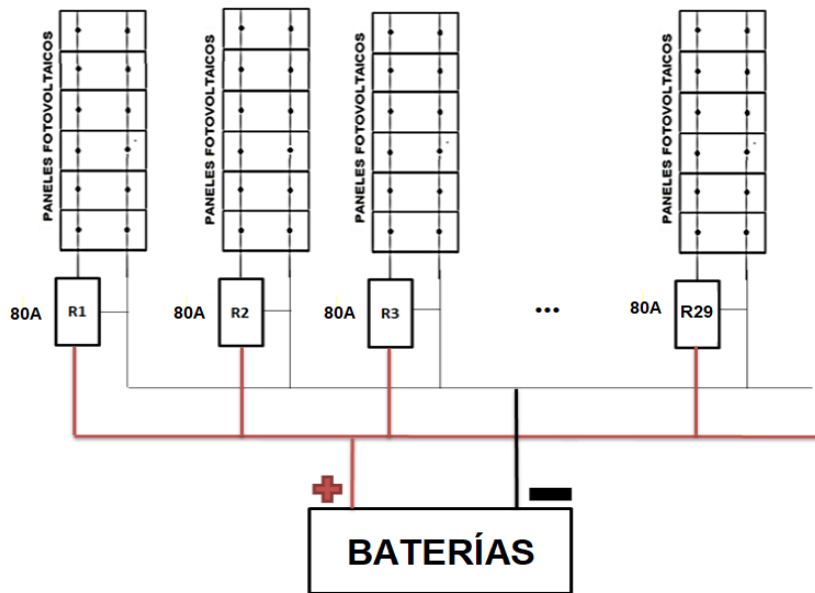 PANELES FOTOVOLTAICOS
PANELES FOTOVOLTAICOS
PANELES FOTOVOLTAICOS
PANELES FOTOVOLTAICOS
80A R1
80A R2
80A R3
...
80A R29
+ −
BATERÍAS